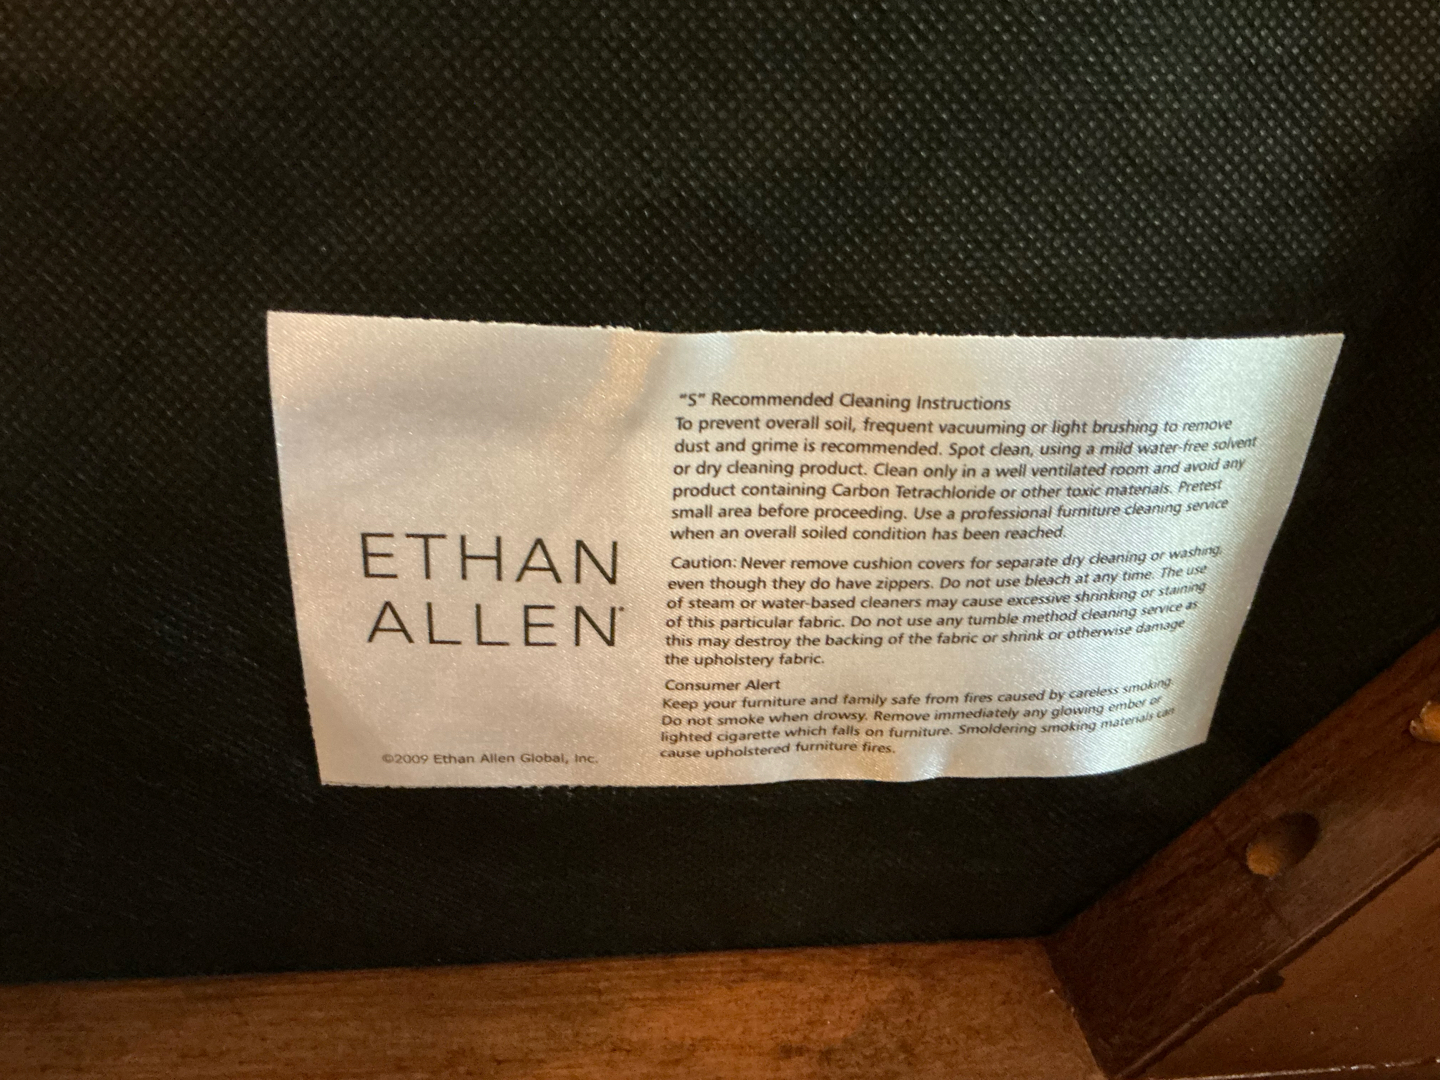 ETHAN
ALLEN
©2009 Ethan Allen Global, Inc.
“S” Recommended Cleaning Instructions
To prevent overall soil, frequent vacuuming or light brushing to remove
dust and grime is recommended. Spot clean, using a mild water-free solvent
or dry cleaning product. Clean only in a well ventilated room and avoid any
product containing Carbon Tetrachloride or other toxic materials. Pretest
small area before proceeding. Use a professional furniture cleaning service
when an overall soiled condition has been reached.
Caution: Never remove cushion covers for separate dry cleaning or washing,
even though they do have zippers. Do not use bleach at any time. The use
of steam or water-based cleaners may cause excessive shrinking or staining
of this particular fabric. Do not use any tumble method cleaning service as
this may destroy the backing of the fabric or shrink or otherwise damage
the upholstery fabric.
Consumer Alert
Keep your furniture and family safe from fires caused by careless smoking.
Do not smoke when drowsy. Remove immediately any glowing ember or
lighted cigarette which falls on furniture. Smoldering smoking materials can
cause upholstered furniture fires.